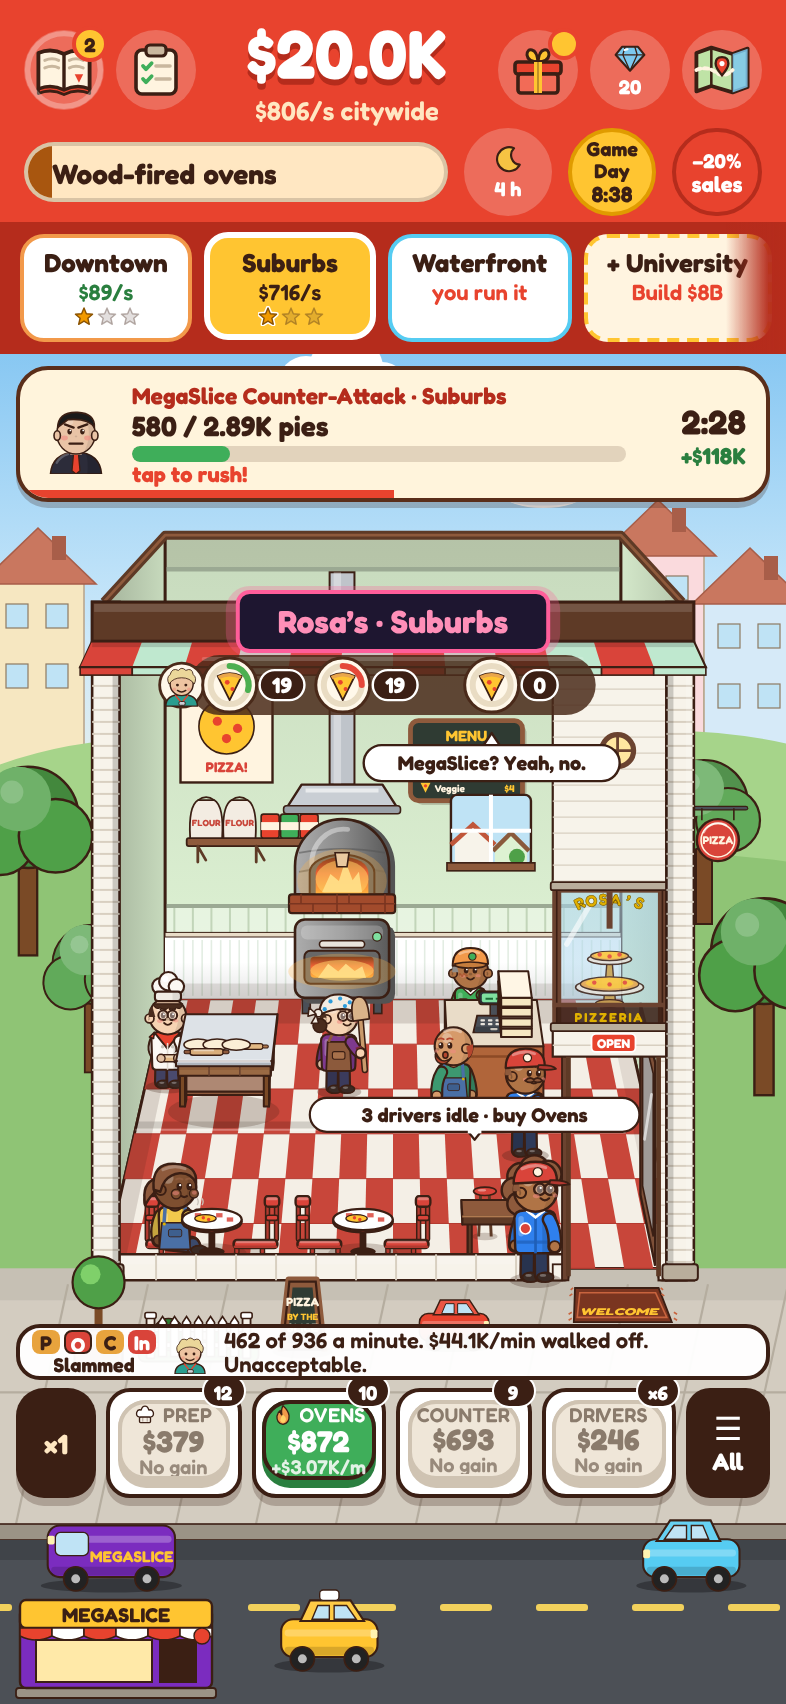 2
$20.0K
$806/s citywide
20
Wood-fired ovens
4 h
Game
Day
8:38
-20%
sales
Downtown
$89/s
Suburbs
$716/s
Waterfront
you run it
+ University
Build $8B
MegaSlice Counter-Attack · Suburbs
580 / 2.89K pies
tap to rush!
2:28
+$118K
Rosa's · Suburbs
19
19
0
PIZZA!
MENU
MegaSlice? Yeah, no.
Veggie $4
FLOUR FLOUR
PIZZA
ROSA'S
PIZZERIA
OPEN
3 drivers idle · buy Ovens
PIZZA
BY THE
WELCOME
P O C In
Slammed
462 of 936 a minute. $44.1K/min walked off.
Unacceptable.
x1
12
PREP
$379
No gain
10
OVENS
$872
+$3.07K/m
9
COUNTER
$693
No gain
x6
DRIVERS
$246
No gain
All
MEGASLICE
MEGASLICE